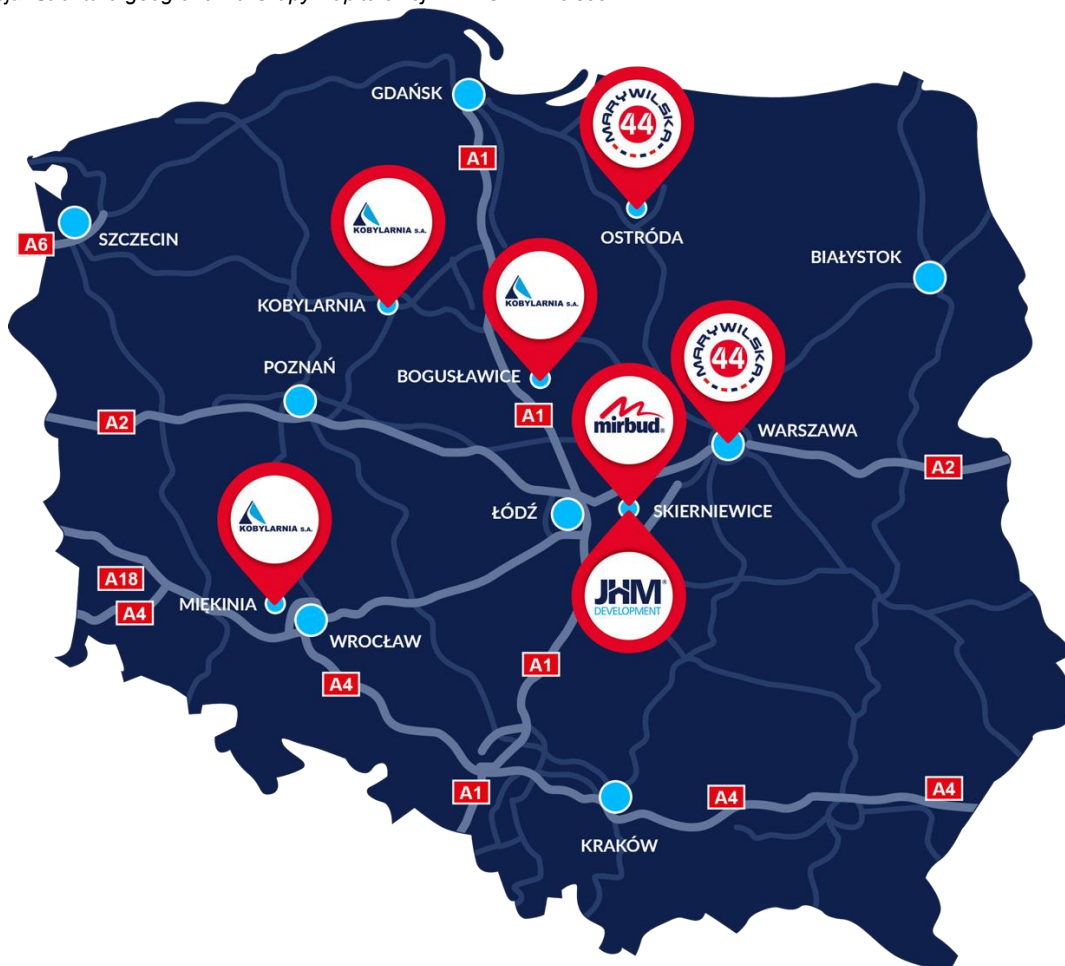 GDAŃSK
MARYWILSKA
44
A1
KOBYLARNIA S.A.
SZCZECIN
A6
OSTRÓDA
BIAŁYSTOK
KOBYLARNIA
KOBYLARNIA S.A.
MARYWILSKA
44
POZNAŃ
BOGUSŁAWICE
A1
A2
mirbud®
WARSZAWA
A2
KOBYLARNIA S.A.
ŁÓDŹ
SKIERNIEWICE
A18
A4
MIĘKINIA
JHM®
DEVELOPMENT
WROCŁAW
A1
A4
A1
A4
A4
KRAKÓW